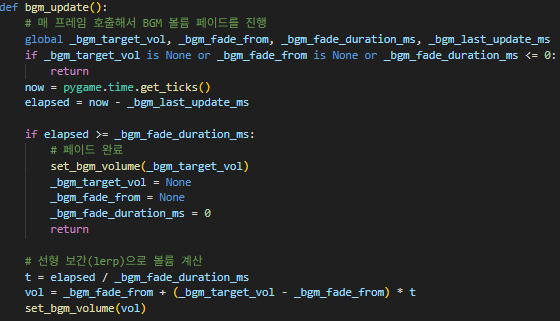 def bgm_update():
    # 매 프레임 호출해서 BGM 볼륨 페이드를 진행
    global _bgm_target_vol, _bgm_fade_from, _bgm_fade_duration_ms, _bgm_last_update_ms
    if _bgm_target_vol is None or _bgm_fade_from is None or _bgm_fade_duration_ms <= 0:
        return
    now = pygame.time.get_ticks()
    elapsed = now - _bgm_last_update_ms

    if elapsed >= _bgm_fade_duration_ms:
        # 페이드 완료
        set_bgm_volume(_bgm_target_vol)
        _bgm_target_vol = None
        _bgm_fade_from = None
        _bgm_fade_duration_ms = 0
        return

    # 선형 보간(lerp)으로 볼륨 계산
    t = elapsed / _bgm_fade_duration_ms
    vol = _bgm_fade_from + (_bgm_target_vol - _bgm_fade_from) * t
    set_bgm_volume(vol)